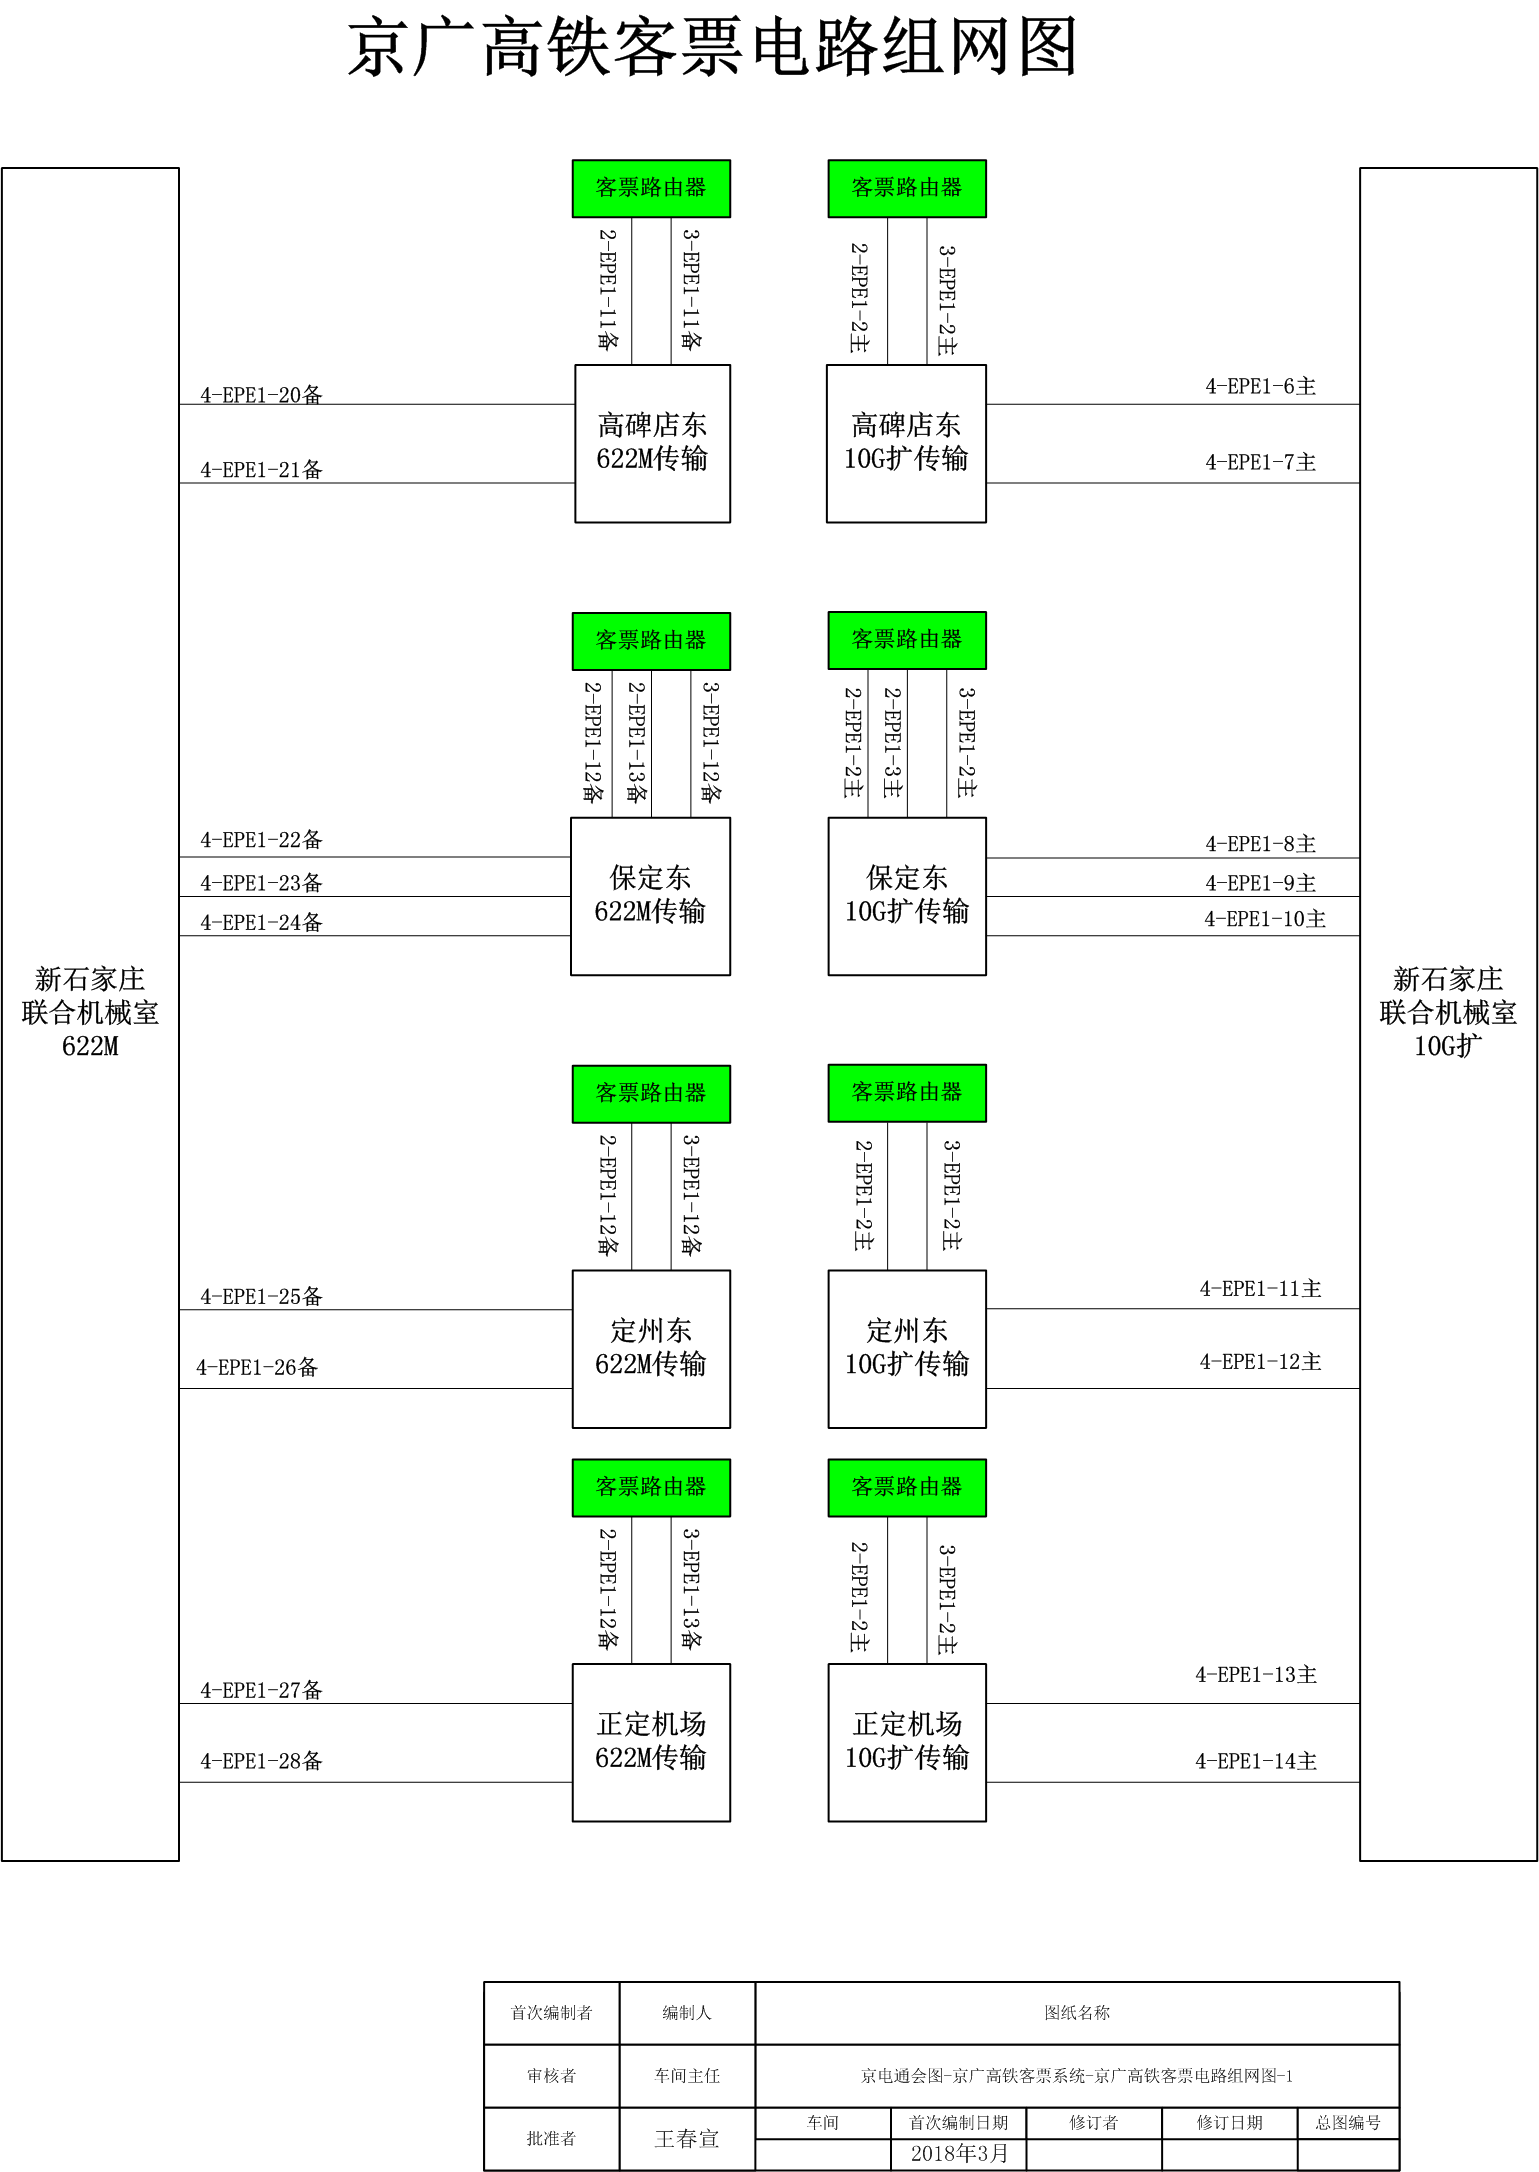 京广高铁客票电路组网图
客票路由器
客票路由器
2-EPE1-11备
3-EPE1-11备
2-EPE1-2主
3-EPE1-2主
4-EPE1-20备
4-EPE1-21备
高碑店东
622M传输
高碑店东
10G扩传输
4-EPE1-6主
4-EPE1-7主
客票路由器
客票路由器
2-EPE1-12备
2-EPE1-13备
3-EPE1-12备
2-EPE1-2主
2-EPE1-3主
3-EPE1-2主
4-EPE1-22备
4-EPE1-23备
4-EPE1-24备
保定东
622M传输
保定东
10G扩传输
4-EPE1-8主
4-EPE1-9主
4-EPE1-10主
新石家庄
联合机械室
622M
新石家庄
联合机械室
10G扩
客票路由器
客票路由器
2-EPE1-12备
3-EPE1-12备
2-EPE1-2主
3-EPE1-2主
4-EPE1-25备
4-EPE1-26备
定州东
622M传输
定州东
10G扩传输
4-EPE1-11主
4-EPE1-12主
客票路由器
客票路由器
2-EPE1-12备
3-EPE1-13备
2-EPE1-2主
3-EPE1-2主
4-EPE1-27备
4-EPE1-28备
正定机场
622M传输
正定机场
10G扩传输
4-EPE1-13主
4-EPE1-14主
首次编制者
编制人
图纸名称
审核者
车间主任
京电通会图-京广高铁客票系统-京广高铁客票电路组网图-1
批准者
王春宣
车间
首次编制日期
修订者
修订日期
总图编号
2018年3月